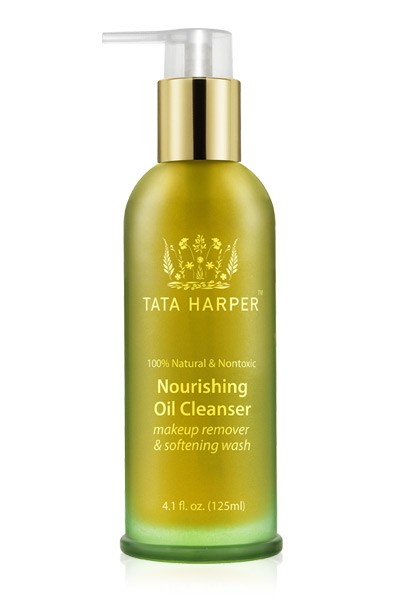 TATA HARPER™
100% Natural & Nontoxic
Nourishing
Oil Cleanser
makeup remover
& softening wash
4.1 fl. oz. (125ml)